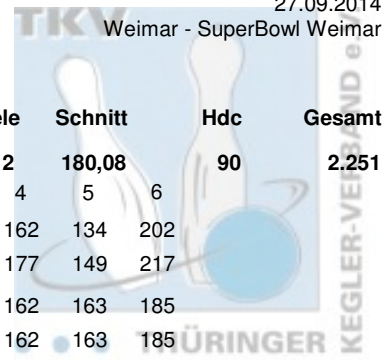 27.09.2014
TKV
Weimar - SuperBowl Weimar
ele Schnitt Hdc Gesamt
2 180,08 90 2.251
4 5 6
162 134 202
177 149 217
162 163 185
162 163 185
THÜRINGER
KEGLER-VERBAND e.V